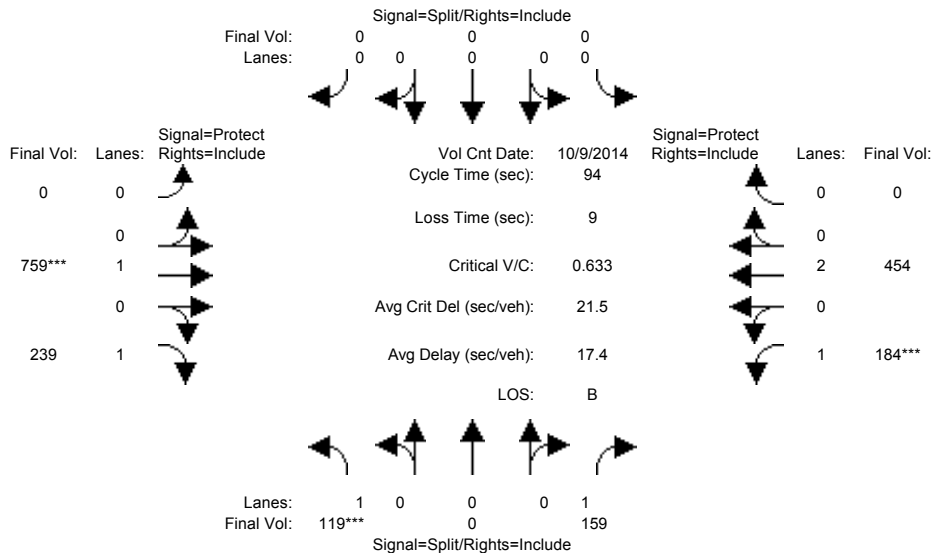 Signal=Split/Rights=Include
Final Vol: 0 0 0
Lanes: 0 0 0 0 0
Signal=Protect Signal=Protect
Final Vol: Lanes: Rights=Include Vol Cnt Date: 10/9/2014 Rights=Include Lanes: Final Vol:
Cycle Time (sec): 94
0 0 0 0
Loss Time (sec): 9
0 0
759*** 1 Critical V/C: 0.633 2 454
0 Avg Crit Del (sec/veh): 21.5 0
239 1 Avg Delay (sec/veh): 17.4 1 184***
LOS: B
Lanes: 1 0 0 0 1
Final Vol: 119*** 0 159
Signal=Split/Rights=Include